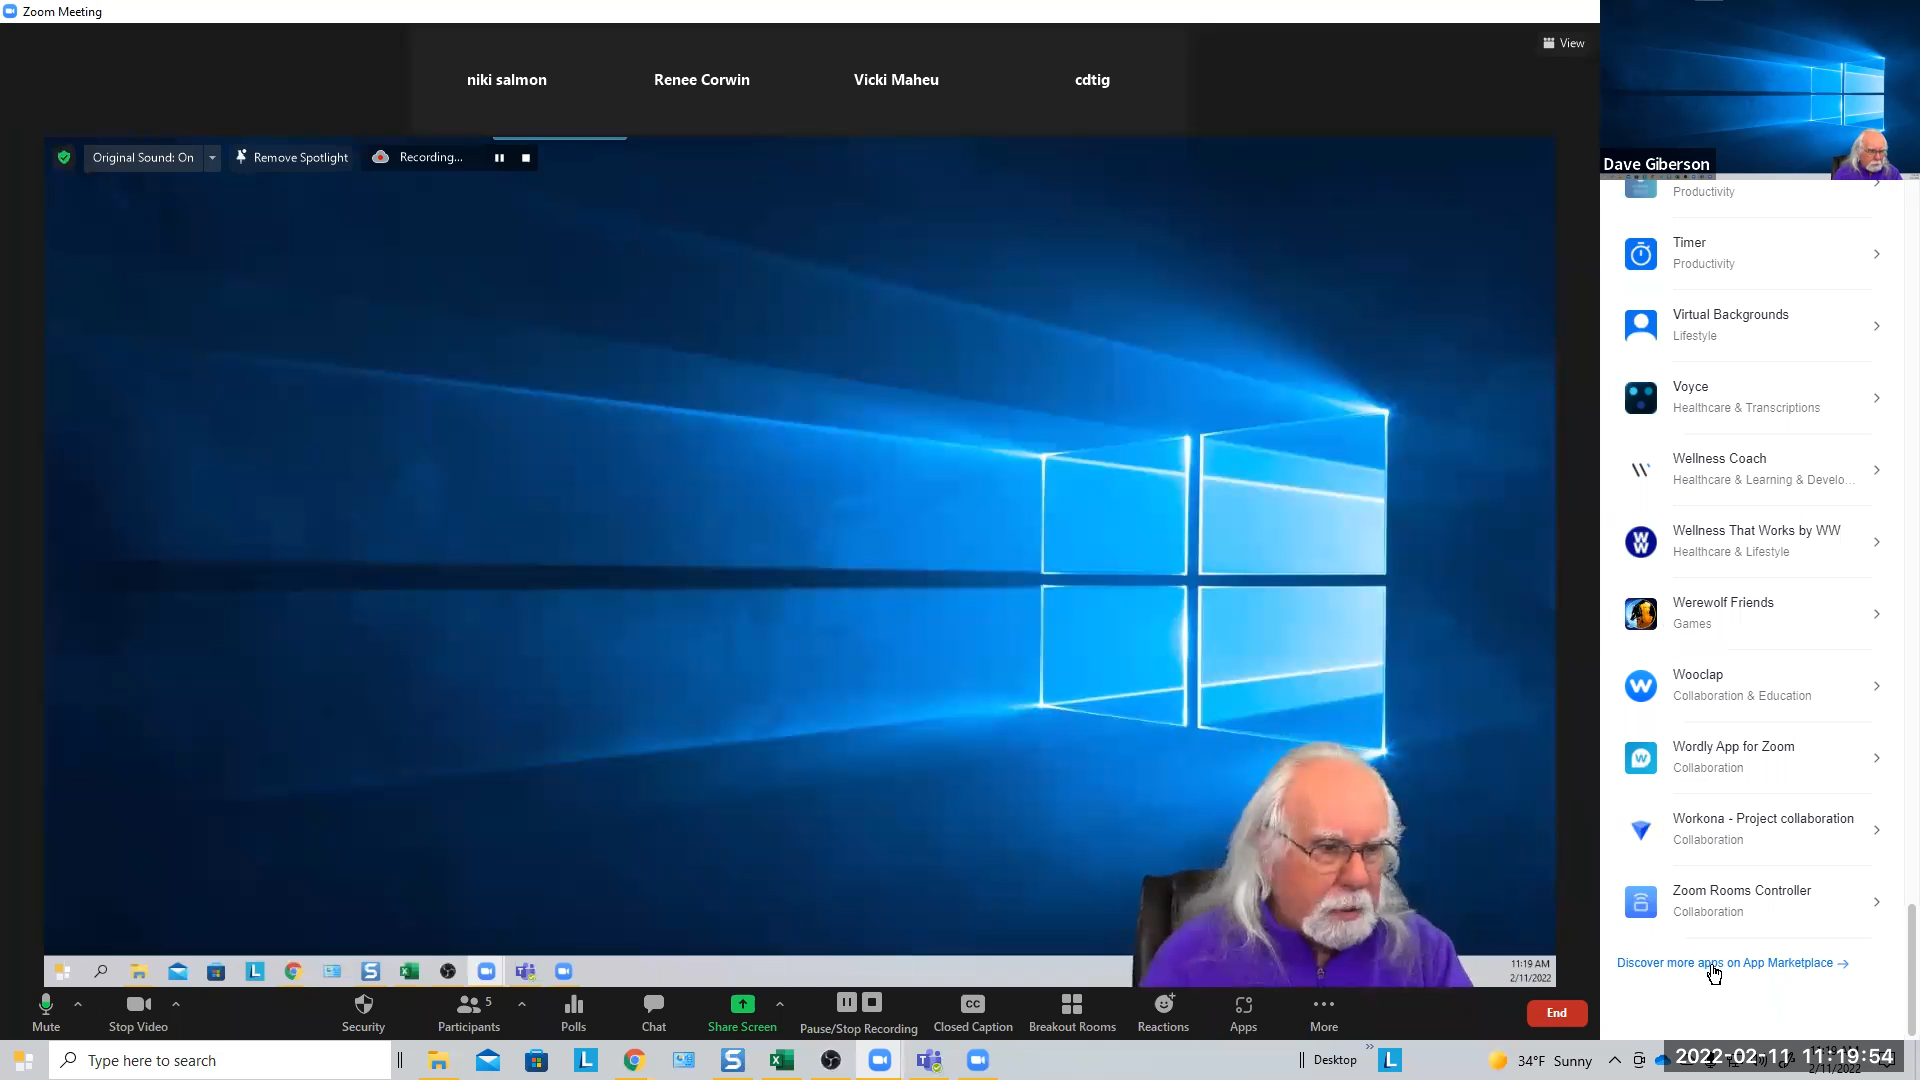 Zoom Meeting
View
niki salmon
Renee Corwin
Vicki Maheu
cdtig
Original Sound: On
Remove Spotlight
Recording...
Dave Giberson
Productivity
Timer
Productivity
Virtual Backgrounds
Lifestyle
Voyce
Healthcare & Transcriptions
Wellness Coach
Healthcare & Learning & Develo...
Wellness That Works by WW
Healthcare & Lifestyle
Werewolf Friends
Games
Wooclap
Collaboration & Education
Wordly App for Zoom
Collaboration
Workona - Project collaboration
Collaboration
Zoom Rooms Controller
Collaboration
Discover more apps on App Marketplace
11:19 AM
2/11/2022
Mute
Stop Video
Security
5
Participants
Polls
Chat
Share Screen
Pause/Stop Recording
CC
Closed Caption
Breakout Rooms
Reactions
Apps
More
End
Type here to search
Desktop
34°F Sunny
2022-02-11 11:19:54
2/11/2022